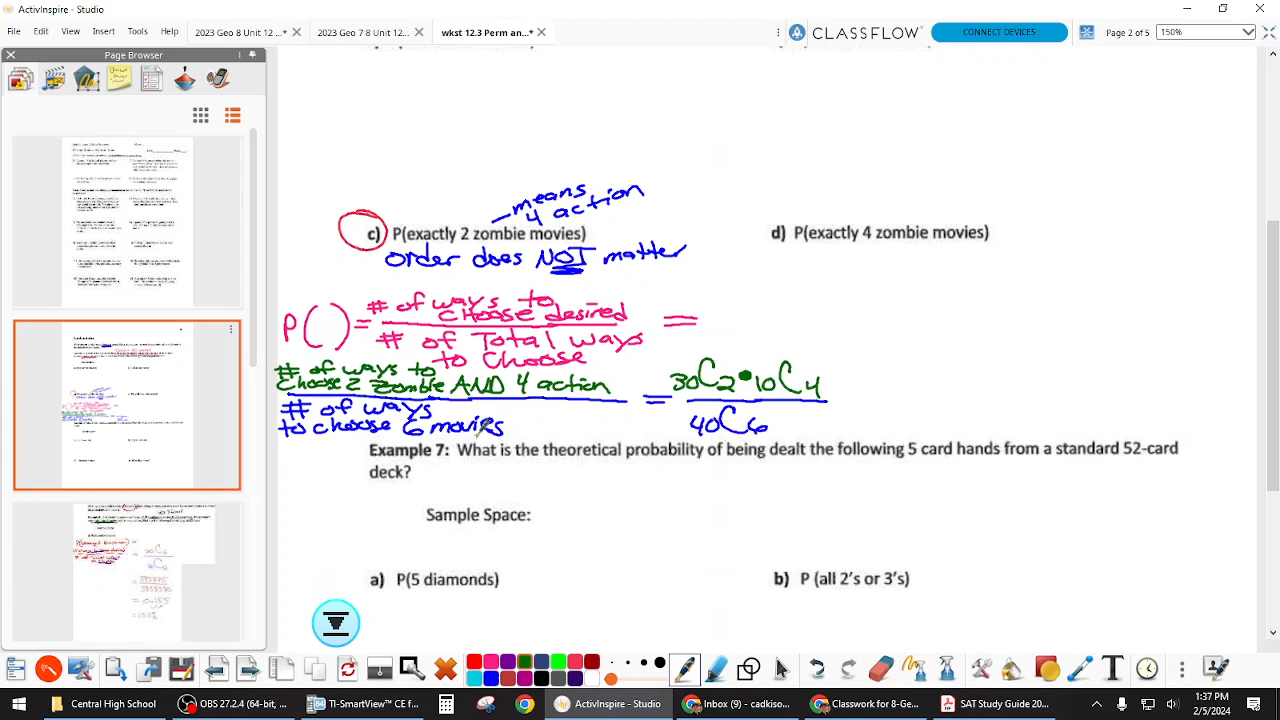 ActivInspire
2023 Geo 8 Unit 12 ...*
2023 Geo 7 8 Unit 12...
wkst 12.3 Perm an...*
File Edit View Insert Tools Help
CLASSFLOW
CONNECT DEVICES
Page 2 of 5
150%
Page Browser
means
4 action
c) P(exactly 2 zombie movies)
d) P(exactly 4 zombie movies)
order does NOT matter
P( ) = # of ways to choose desired =
# of Total ways
to choose
# of ways to
choose 2 zombie AND 4 action
= 30C2 • 10C4
# of ways
to choose 6 movies
40C6
Example 7: What is the theoretical probability of being dealt the following 5 card hands from a standard 52-card
deck?
Sample Space:
a) P(5 diamonds)
b) P (all 2's or 3's)
Central High School
OBS 27.2.4 (64-bit, ...
TI-SmartView™ CE F...
ActivInspire - Studio
Inbox (9) - cadkiso...
Classwork for 8-Ge...
SAT Study Guide 20...
1:37 PM
2/5/2024